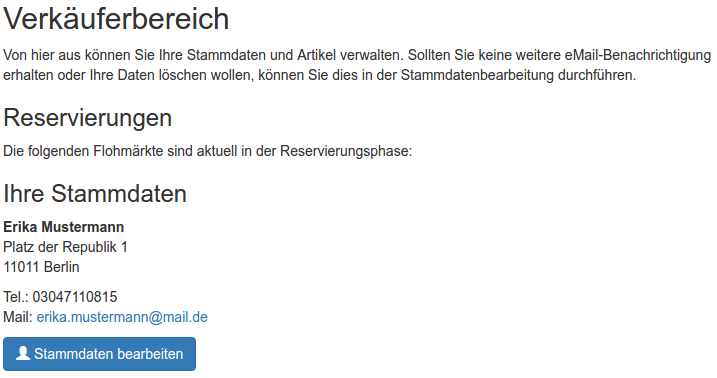 Verkäuferbereich
Von hier aus können Sie Ihre Stammdaten und Artikel verwalten. Sollten Sie keine weitere eMail-Benachrichtigung
erhalten oder Ihre Daten löschen wollen, können Sie dies in der Stammdatenbearbeitung durchführen.
Reservierungen
Die folgenden Flohmärkte sind aktuell in der Reservierungsphase:
Ihre Stammdaten
Erika Mustermann
Platz der Republik 1
11011 Berlin
Tel.: 03047110815
Mail: erika.mustermann@mail.de
Stammdaten bearbeiten